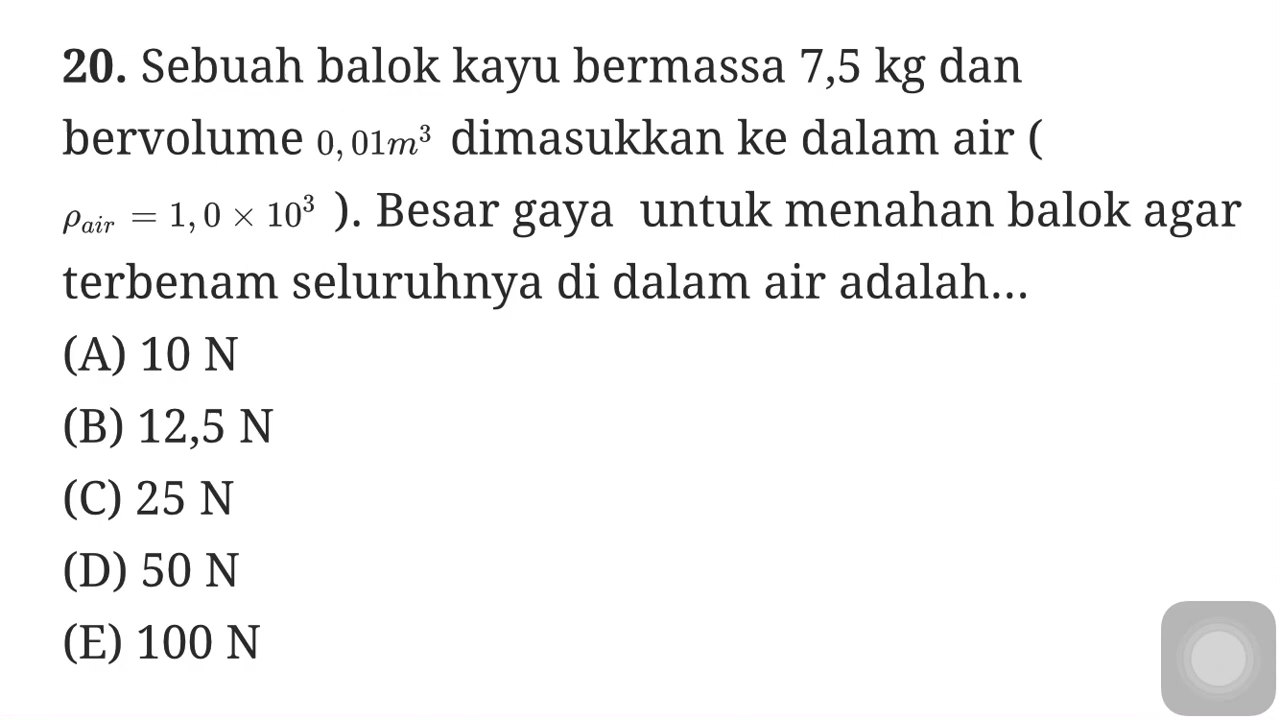 20. Sebuah balok kayu bermassa 7,5 kg dan
bervolume 0,01m³ dimasukkan ke dalam air (
ρ_air = 1,0 × 10³ ). Besar gaya  untuk menahan balok agar
terbenam seluruhnya di dalam air adalah...
(A) 10 N
(B) 12,5 N
(C) 25 N
(D) 50 N
(E) 100 N